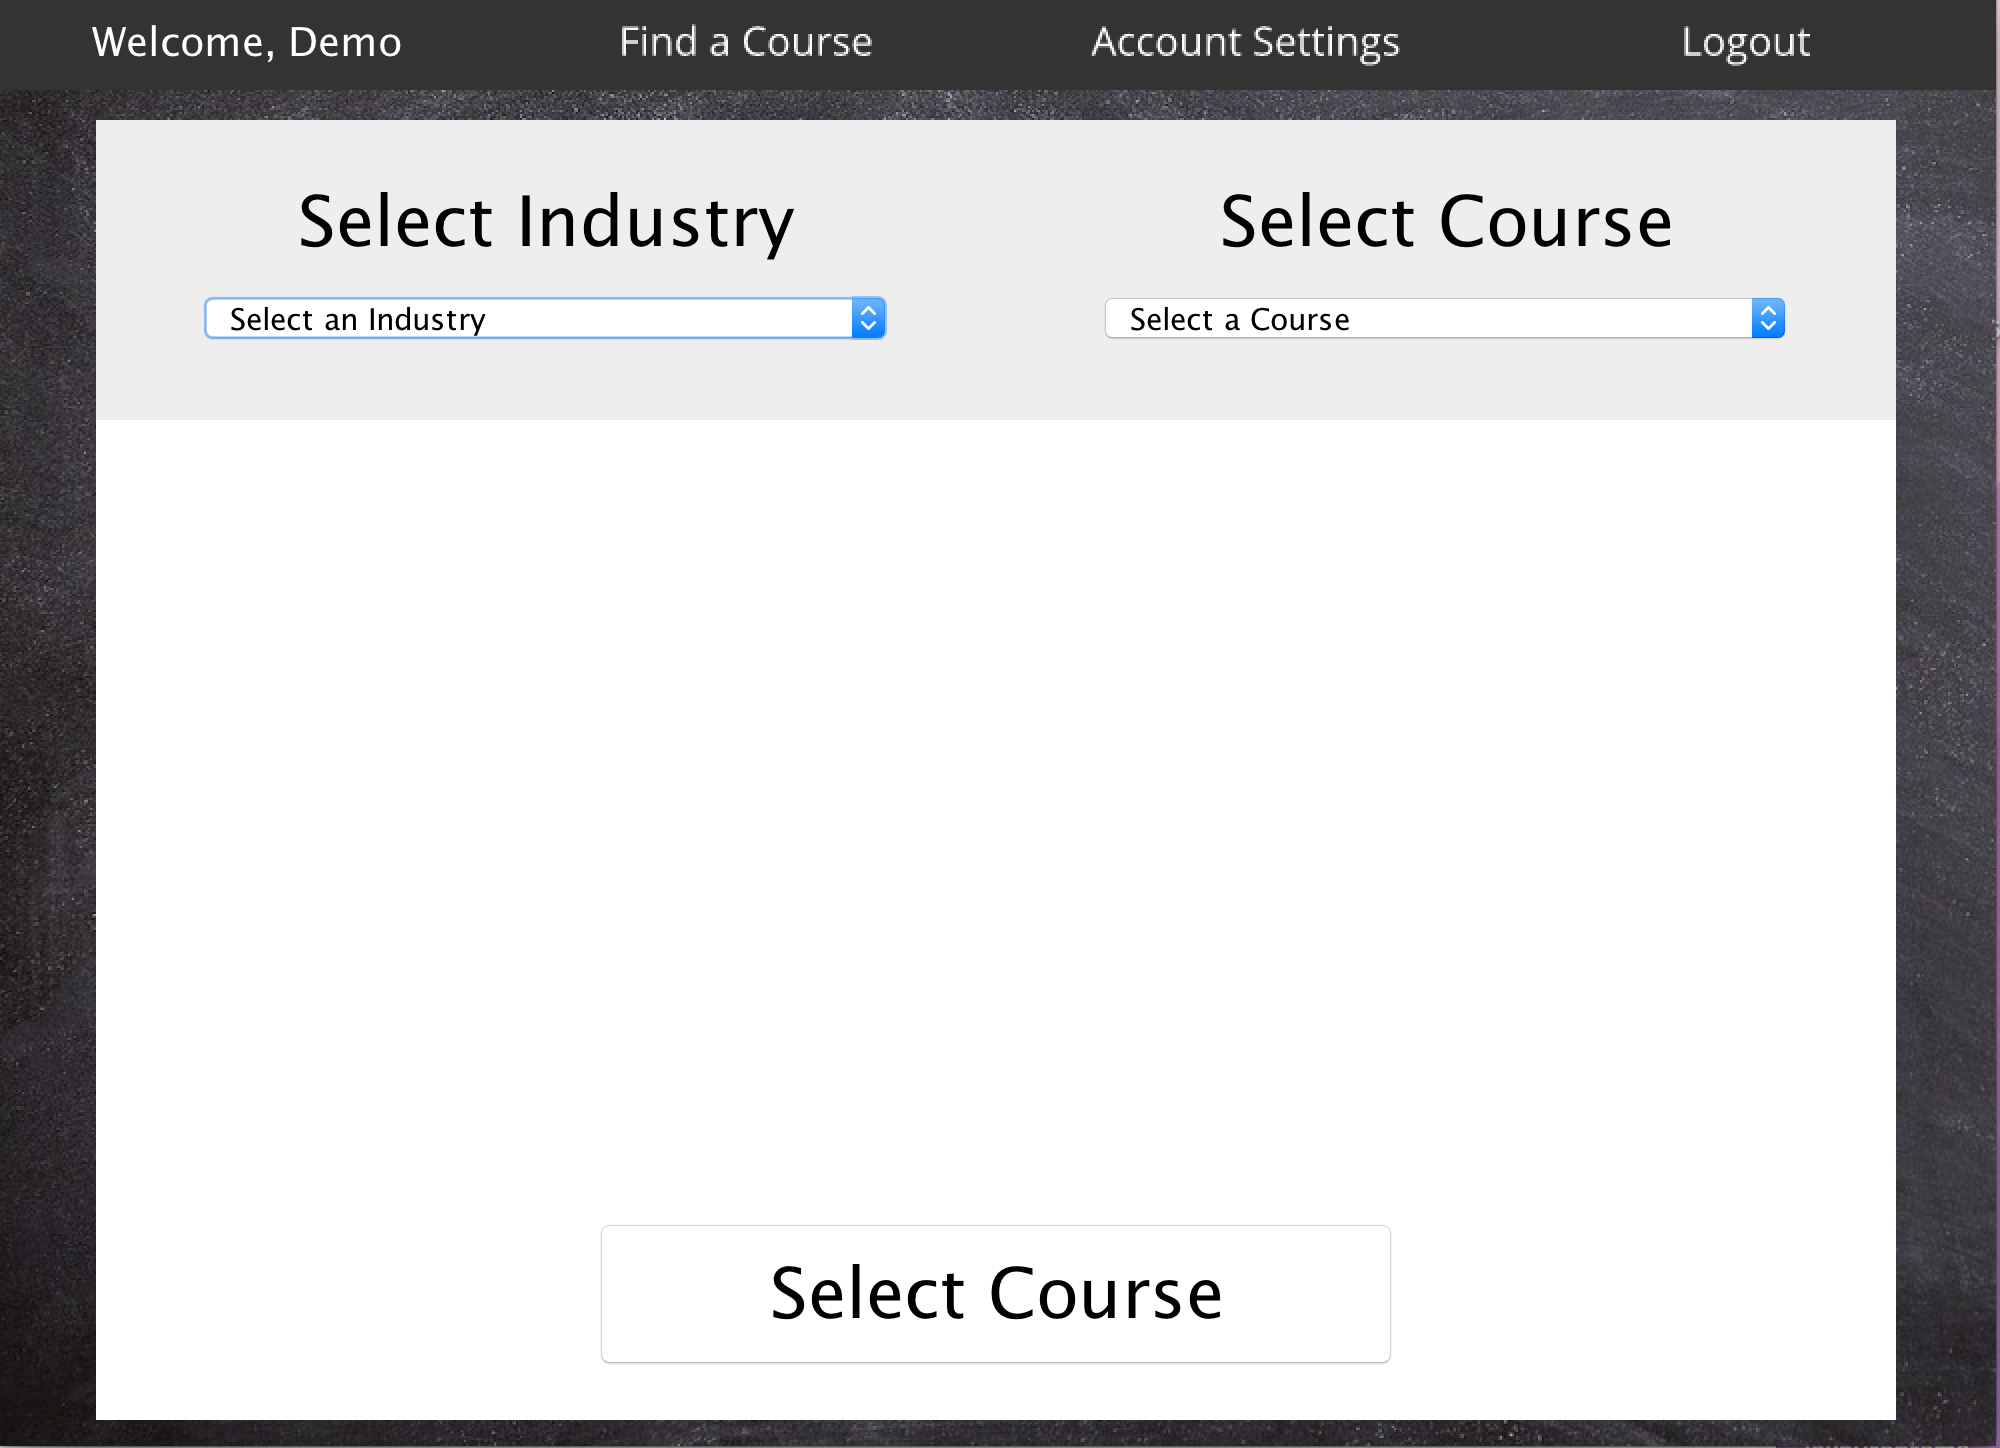 Welcome, Demo Find a Course Account Settings Logout
Select Industry Select Course
Select an Industry Select a Course
Select Course